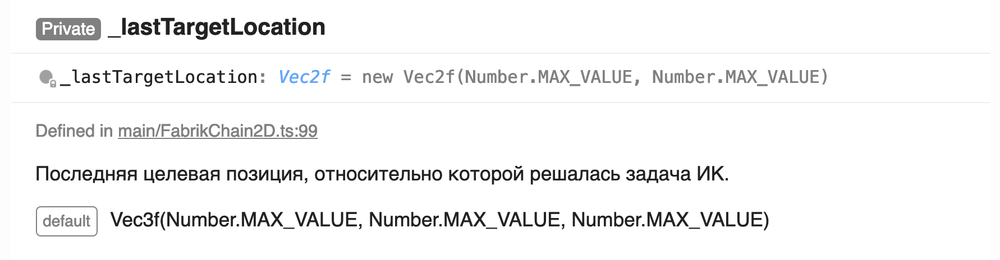 Private _lastTargetLocation
_lastTargetLocation: Vec2f = new Vec2f(Number.MAX_VALUE, Number.MAX_VALUE)
Defined in main/FabrikChain2D.ts:99
Последняя целевая позиция, относительно которой решалась задача ИК.
default Vec3f(Number.MAX_VALUE, Number.MAX_VALUE, Number.MAX_VALUE)